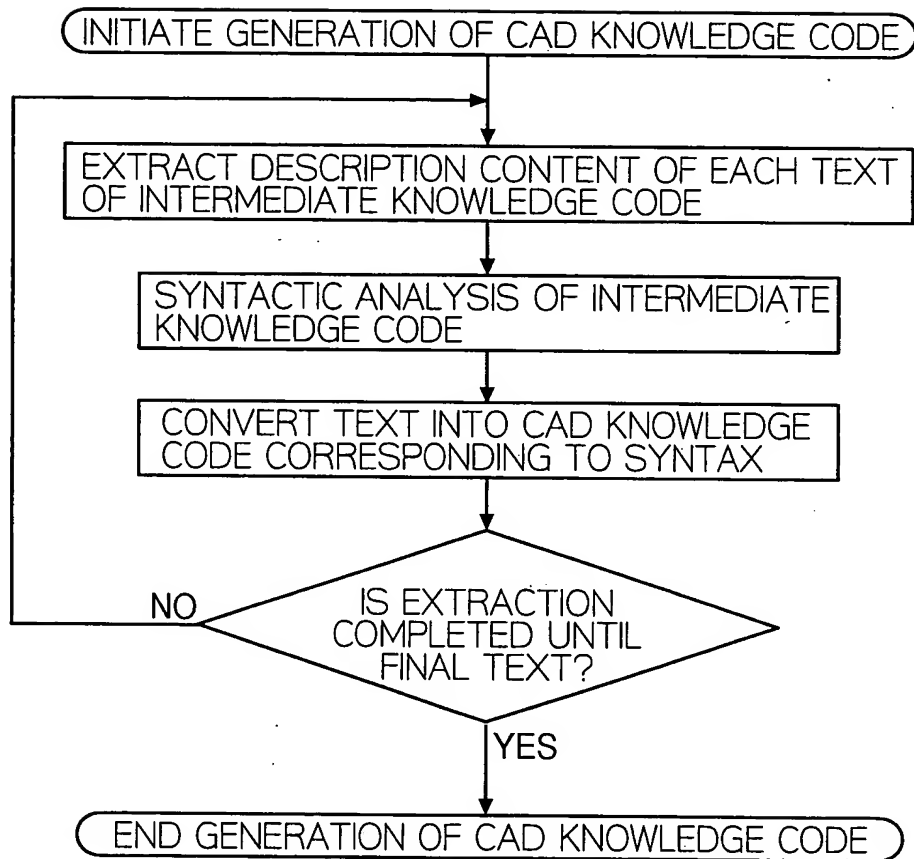 INITIATE GENERATION OF CAD KNOWLEDGE CODE
EXTRACT DESCRIPTION CONTENT OF EACH TEXT
OF INTERMEDIATE KNOWLEDGE CODE
SYNTACTIC ANALYSIS OF INTERMEDIATE
KNOWLEDGE CODE
CONVERT TEXT INTO CAD KNOWLEDGE
CODE CORRESPONDING TO SYNTAX
NO
IS EXTRACTION
COMPLETED UNTIL
FINAL TEXT?
YES
END GENERATION OF CAD KNOWLEDGE CODE